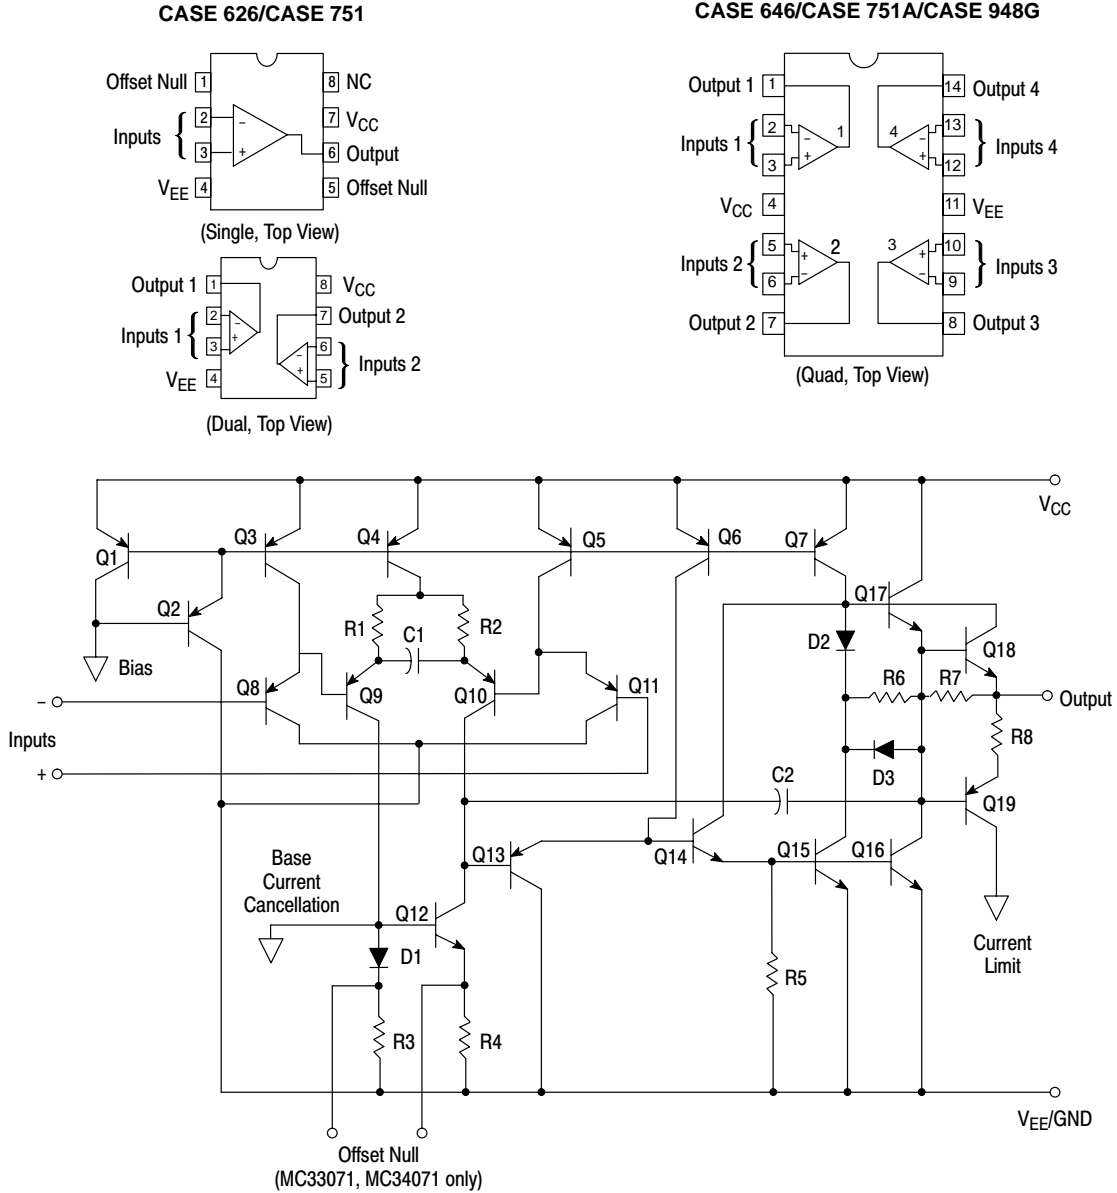 CASE 626/CASE 751
Offset Null 1
8 NC
2
Inputs
3
7 VCC
6 Output
VEE 4
5 Offset Null
−
+
(Single, Top View)
Output 1 1
8 VCC
2
Inputs 1
3
7 Output 2
6
Inputs 2
5
VEE 4
−
+
−
+
(Dual, Top View)
CASE 646/CASE 751A/CASE 948G
Output 1 1
14 Output 4
2
Inputs 1
3
−
+
1
4
−
+
13
Inputs 4
12
VCC 4
11 VEE
5
Inputs 2
6
+
−
2
3
+
−
10
Inputs 3
9
Output 2 7
8 Output 3
(Quad, Top View)
VCC
Q1
Q3
Q4
Q5
Q6
Q7
Q17
Q2
R1
C1
R2
D2
Q18
Bias
Q8
Q9
Q10
Q11
R6
R7
−
Output
Inputs
R8
+
D3
C2
Q19
Q13
Q14
Q15
Q16
Base
Current
Cancellation
Q12
D1
Current
Limit
R5
R3
R4
VEE/GND
Offset Null
(MC33071, MC34071 only)